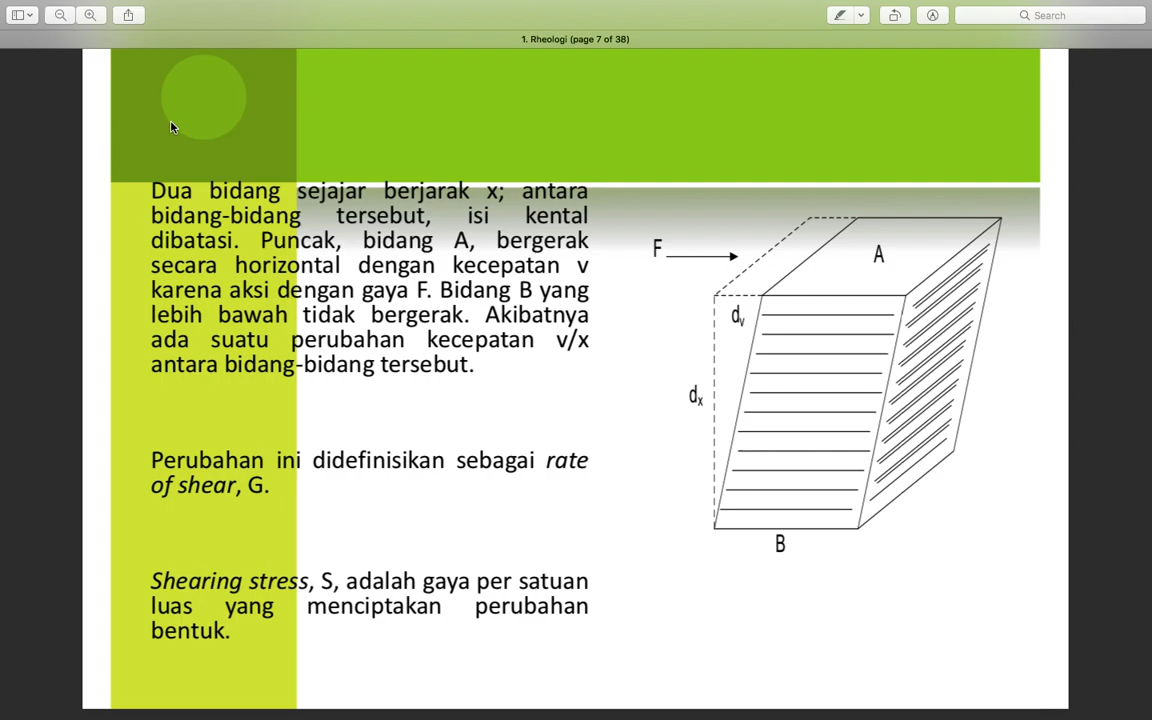 Search
1. Rheologi (page 7 of 38)
Dua bidang sejajar berjarak x; antara
bidang-bidang tersebut, isi kental
dibatasi. Puncak, bidang A, bergerak
secara horizontal dengan kecepatan v
karena aksi dengan gaya F. Bidang B yang
lebih bawah tidak bergerak. Akibatnya
ada suatu perubahan kecepatan v/x
antara bidang-bidang tersebut.
Perubahan ini didefinisikan sebagai rate
of shear, G.
Shearing stress, S, adalah gaya per satuan
luas yang menciptakan perubahan
bentuk.
F
A
dv
dx
B